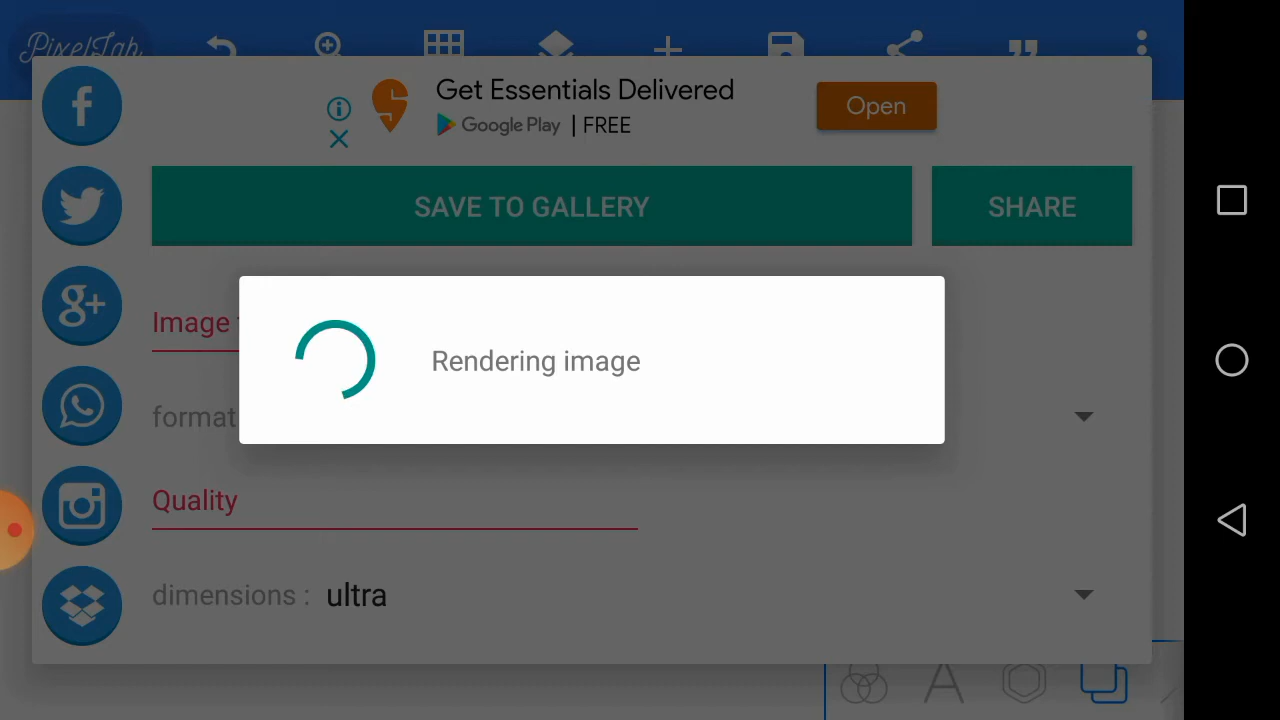 PixelLab
Get Essentials Delivered
Google Play | FREE
Open
SAVE TO GALLERY
SHARE
Image
Rendering image
format
Quality
dimensions : ultra